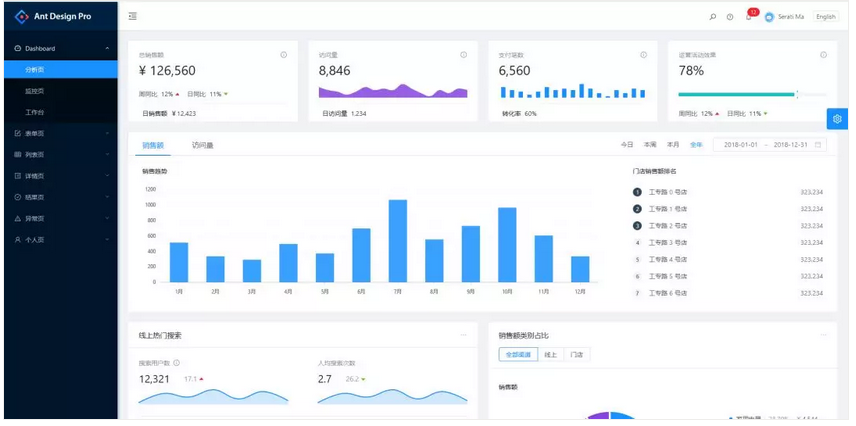 Ant Design Pro
12
Serati Ma
English
Dashboard
分析页
监控页
工作台
表单页
列表页
详情页
结果页
异常页
个人页
总销售额
¥ 126,560
周同比 12% 日同比 11%
日销售额 ¥12,423
访问量
8,846
日访问量 1,234
支付笔数
6,560
转化率 60%
运营活动效果
78%
周同比 12% 日同比 11%
销售额 访问量
今日 本周 本月 全年 2018-01-01 ~ 2018-12-31
销售趋势
1200
1000
800
600
400
200
0
1月 2月 3月 4月 5月 6月 7月 8月 9月 10月 11月 12月
门店销售额排名
1 工专路 0 号店 323,234
2 工专路 1 号店 323,234
3 工专路 2 号店 323,234
4 工专路 3 号店 323,234
5 工专路 4 号店 323,234
6 工专路 5 号店 323,234
7 工专路 6 号店 323,234
线上热门搜索
搜索用户数
12,321 17.1
人均搜索次数
2.7 26.2
销售额类别占比
全部渠道 线上 门店
销售额